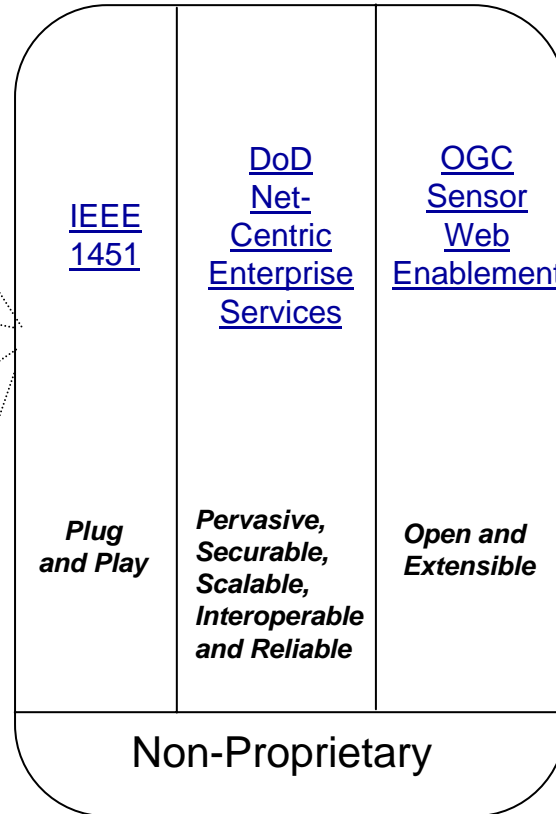 IEEE
1451
DoD
Net-
Centric
Enterprise
Services
OGC
Sensor
Web
Enablement
Plug
and Play
Pervasive,
Securable,
Scalable,
Interoperable
and Reliable
Open and
Extensible
Non-Proprietary